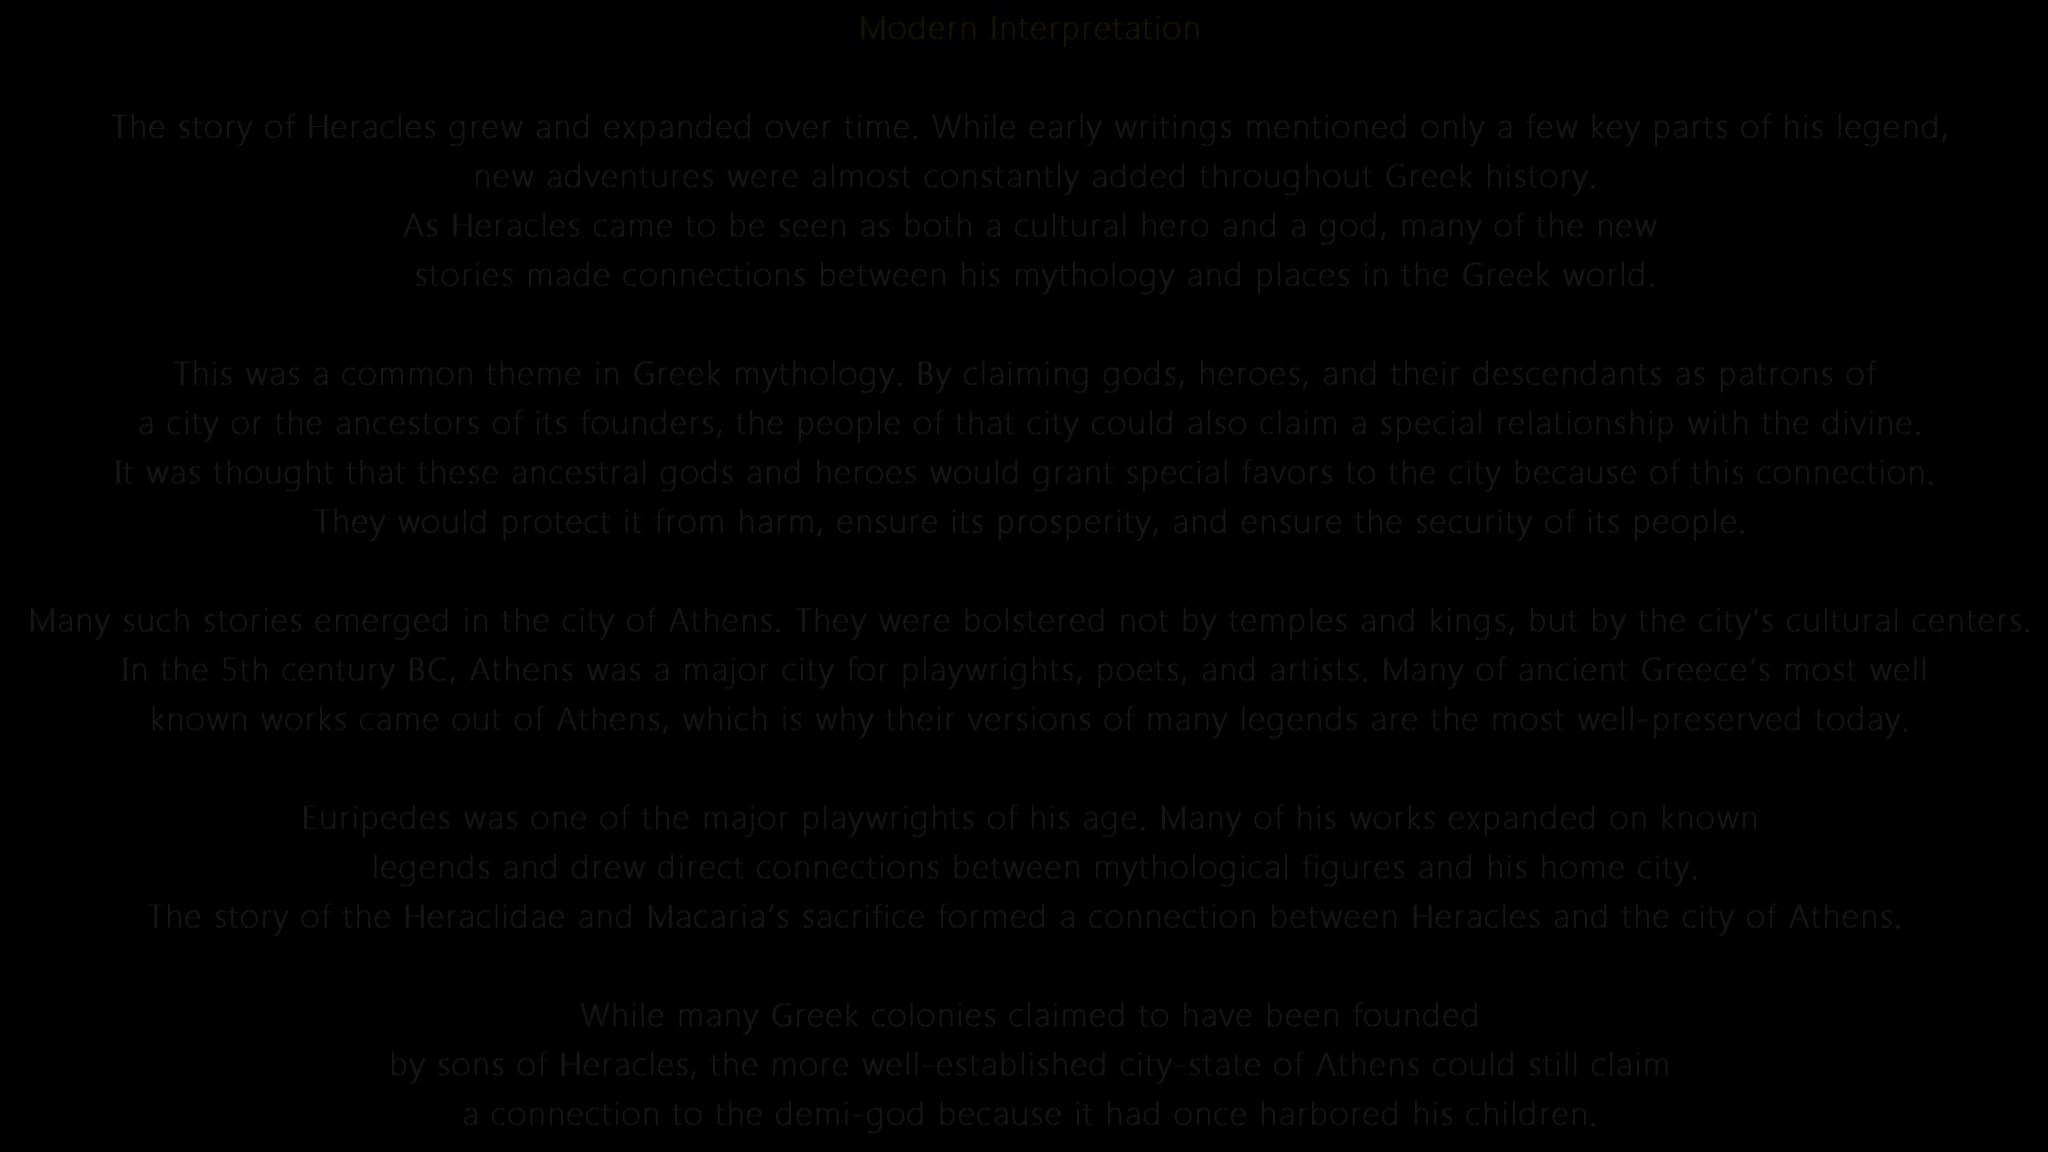 Modern Interpretation
The story of Heracles grew and expanded over time. While early writings mentioned only a few key parts of his legend,
new adventures were almost constantly added throughout Greek history.
As Heracles came to be seen as both a cultural hero and a god, many of the new
stories made connections between his mythology and places in the Greek world.
This was a common theme in Greek mythology. By claiming gods, heroes, and their descendants as patrons of
a city or the ancestors of its founders, the people of that city could also claim a special relationship with the divine.
It was thought that these ancestral gods and heroes would grant special favors to the city because of this connection.
They would protect it from harm, ensure its prosperity, and ensure the security of its people.
Many such stories emerged in the city of Athens. They were bolstered not by temples and kings, but by the city's cultural centers.
In the 5th century BC, Athens was a major city for playwrights, poets, and artists. Many of ancient Greece's most well
known works came out of Athens, which is why their versions of many legends are the most well-preserved today.
Euripedes was one of the major playwrights of his age. Many of his works expanded on known
legends and drew direct connections between mythological figures and his home city.
The story of the Heraclidae and Macaria's sacrifice formed a connection between Heracles and the city of Athens.
While many Greek colonies claimed to have been founded
by sons of Heracles, the more well-established city-state of Athens could still claim
a connection to the demi-god because it had once harbored his children.